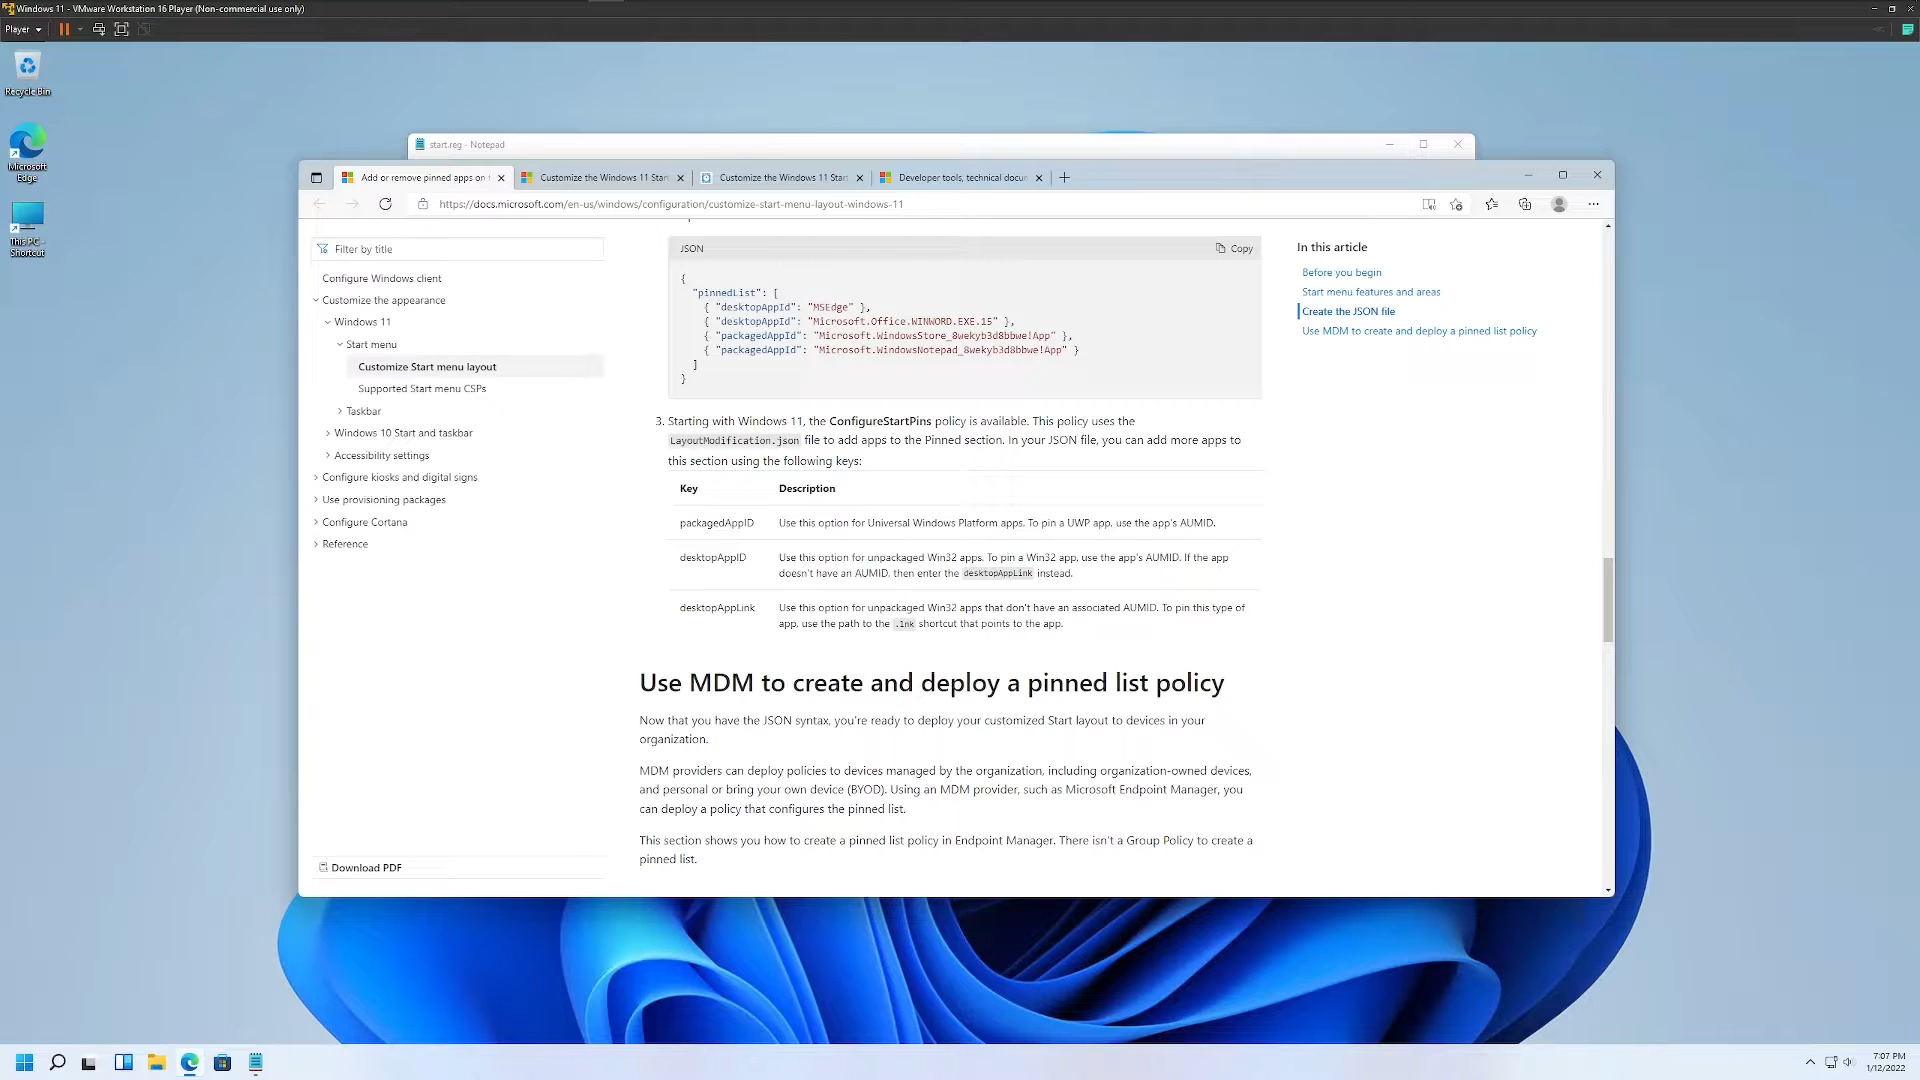 Windows 11 - VMware Workstation 16 Player (Non-commercial use only)
Player
Recycle Bin
Microsoft
Edge
This PC -
Shortcut
start.reg - Notepad
Add or remove pinned apps on
Customize the Windows 11 Start
Customize the Windows 11 Start
Developer tools, technical docu
https://docs.microsoft.com/en-us/windows/configuration/customize-start-menu-layout-windows-11
Filter by title
Configure Windows client
Customize the appearance
Windows 11
Start menu
Customize Start menu layout
Supported Start menu CSPs
Taskbar
Windows 10 Start and taskbar
Accessibility settings
Configure kiosks and digital signs
Use provisioning packages
Configure Cortana
Reference
Download PDF
JSON
Copy
{
"pinnedList": [
{ "desktopAppId": "MSEdge" },
{ "desktopAppId": "Microsoft.Office.WINWORD.EXE.15" },
{ "packagedAppId": "Microsoft.WindowsStore_8wekyb3d8bbwe!App" },
{ "packagedAppId": "Microsoft.WindowsNotepad_8wekyb3d8bbwe!App" }
]
}
3. Starting with Windows 11, the ConfigureStartPins policy is available. This policy uses the
LayoutModification.json file to add apps to the Pinned section. In your JSON file, you can add more apps to
this section using the following keys:
Key Description
packagedAppID Use this option for Universal Windows Platform apps. To pin a UWP app, use the app's AUMID.
desktopAppID Use this option for unpackaged Win32 apps. To pin a Win32 app, use the app's AUMID. If the app
doesn't have an AUMID, then enter the desktopAppLink instead.
desktopAppLink Use this option for unpackaged Win32 apps that don't have an associated AUMID. To pin this type of
app, use the path to the .lnk shortcut that points to the app.
Use MDM to create and deploy a pinned list policy
Now that you have the JSON syntax, you're ready to deploy your customized Start layout to devices in your
organization.
MDM providers can deploy policies to devices managed by the organization, including organization-owned devices,
and personal or bring your own device (BYOD). Using an MDM provider, such as Microsoft Endpoint Manager, you
can deploy a policy that configures the pinned list.
This section shows you how to create a pinned list policy in Endpoint Manager. There isn't a Group Policy to create a
pinned list.
In this article
Before you begin
Start menu features and areas
Create the JSON file
Use MDM to create and deploy a pinned list policy
7:07 PM
1/12/2022